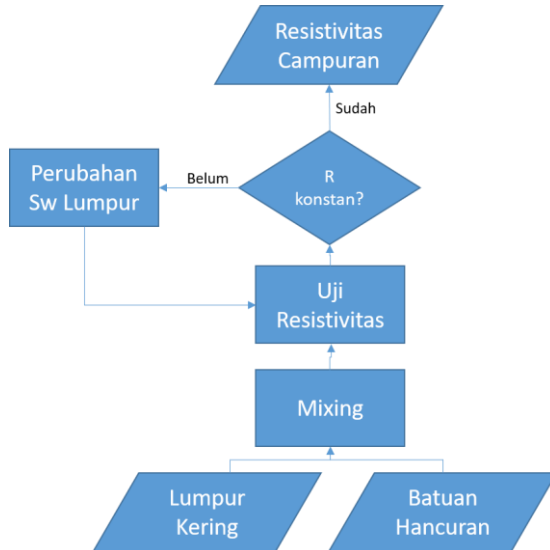 Resistivitas
Campuran
Sudah
R
konstan?
Belum
Perubahan
Sw Lumpur
Uji
Resistivitas
Mixing
Lumpur
Kering
Batuan
Hancuran